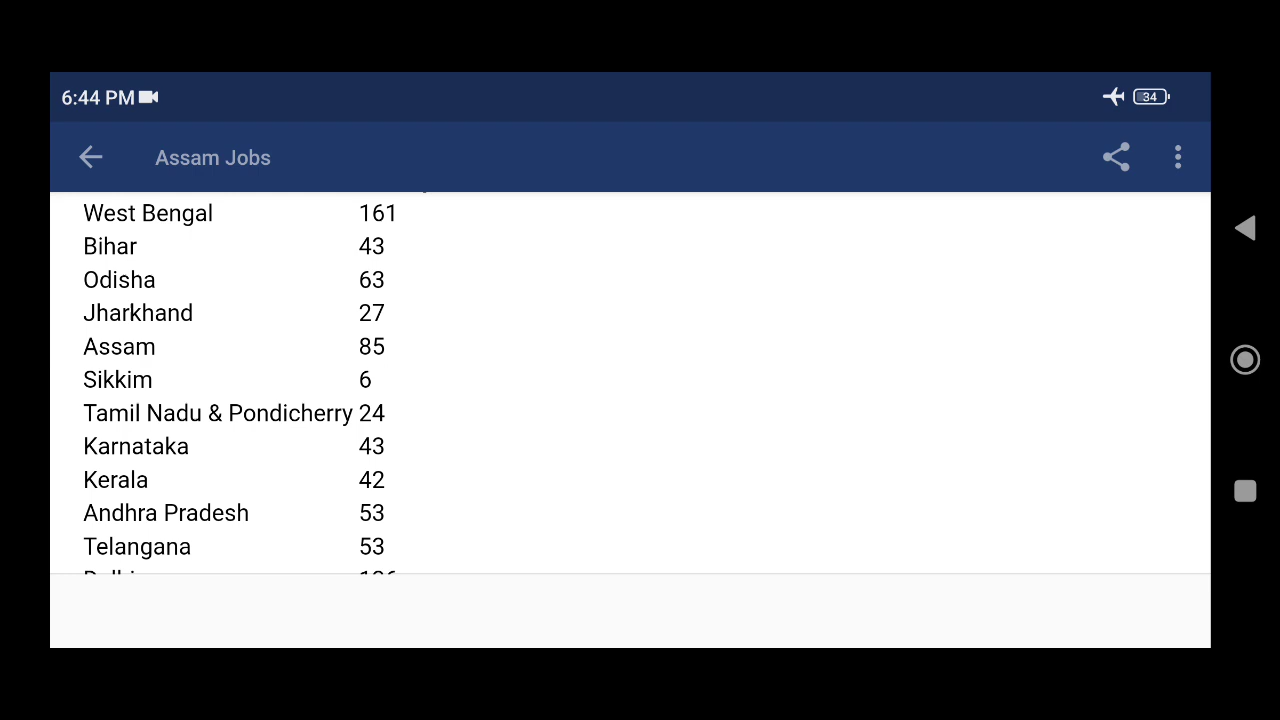 6:44 PM 34
Assam Jobs
West Bengal 161
Bihar 43
Odisha 63
Jharkhand 27
Assam 85
Sikkim 6
Tamil Nadu & Pondicherry 24
Karnataka 43
Kerala 42
Andhra Pradesh 53
Telangana 53